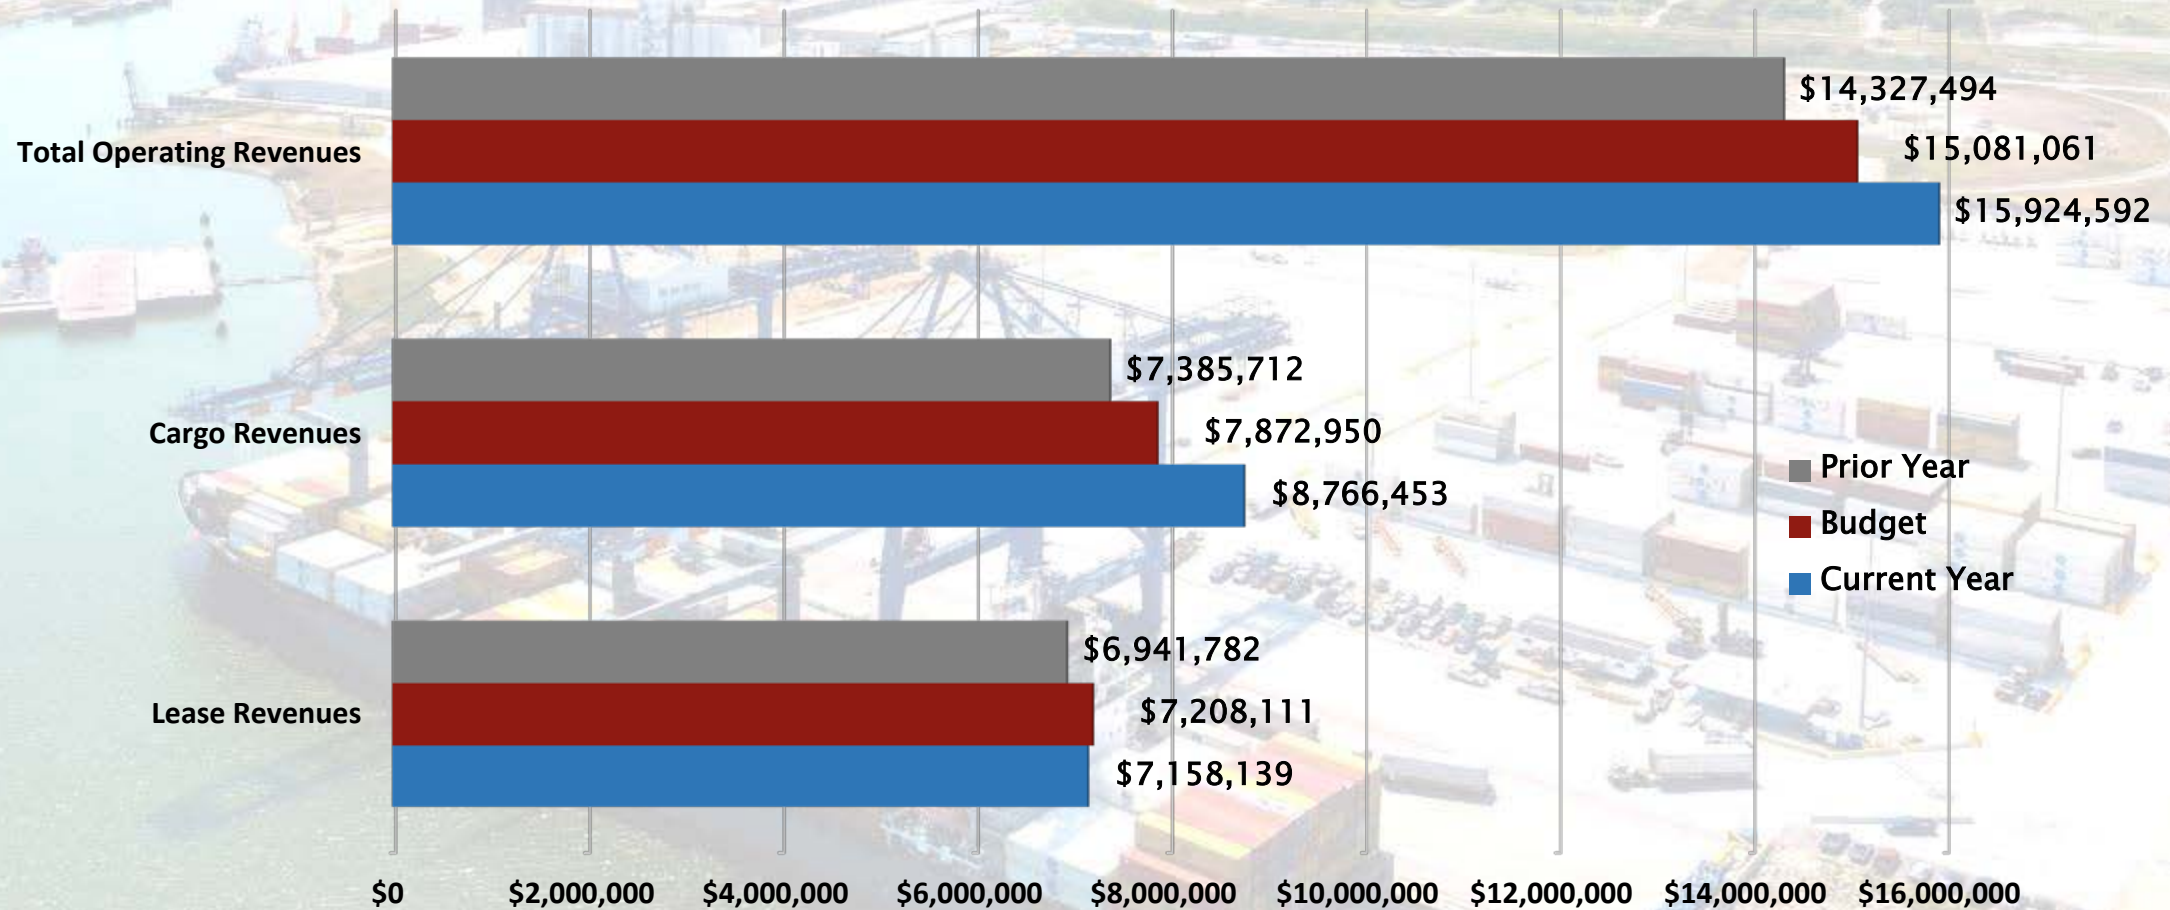 $14,327,494
Total Operating Revenues
$15,081,061
$15,924,592
$7,385,712
Cargo Revenues
$7,872,950
$8,766,453
Prior Year
Budget
Current Year
$6,941,782
Lease Revenues
$7,208,111
$7,158,139
$0 $2,000,000 $4,000,000 $6,000,000 $8,000,000 $10,000,000 $12,000,000 $14,000,000 $16,000,000